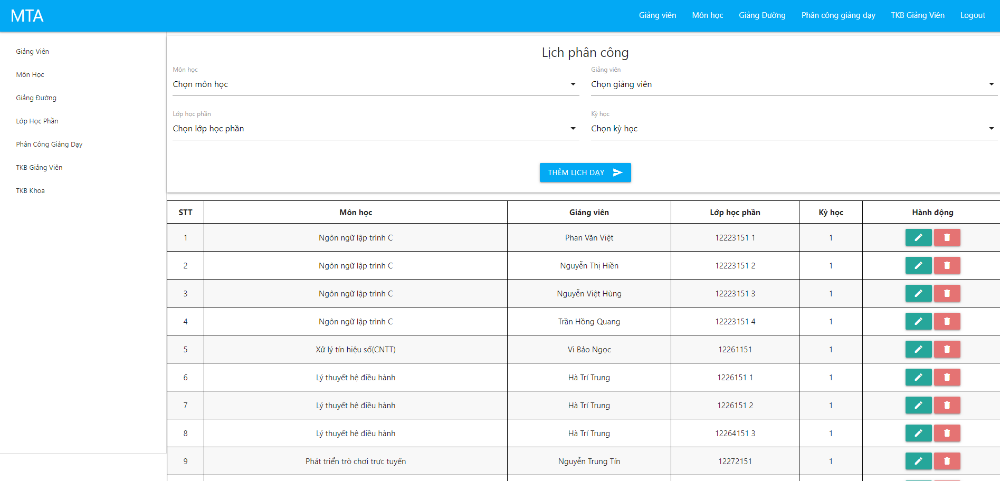 MTA
Giảng viên Môn học Giảng Đường Phân công giảng dạy TKB Giảng Viên Logout
Giảng Viên
Môn Học
Giảng Đường
Lớp Học Phần
Phân Công Giảng Dạy
TKB Giảng Viên
TKB Khoa
Lịch phân công
Môn học Giảng viên
Chọn môn học Chọn giảng viên
Lớp học phần Kỳ học
Chọn lớp học phần Chọn kỳ học
THÊM LỊCH DẠY
STT Môn học Giảng viên Lớp học phần Kỳ học Hành động
1 Ngôn ngữ lập trình C Phan Văn Việt 12223151 1 1
2 Ngôn ngữ lập trình C Nguyễn Thị Hiền 12223151 2 1
3 Ngôn ngữ lập trình C Nguyễn Việt Hùng 12223151 3 1
4 Ngôn ngữ lập trình C Trần Hồng Quang 12223151 4 1
5 Xử lý tín hiệu số(CNTT) Vi Bảo Ngọc 12261151 1
6 Lý thuyết hệ điều hành Hà Trí Trung 1226151 1 1
7 Lý thuyết hệ điều hành Hà Trí Trung 1226151 2 1
8 Lý thuyết hệ điều hành Hà Trí Trung 12264151 3 1
9 Phát triển trò chơi trực tuyến Nguyễn Trung Tín 12272151 1